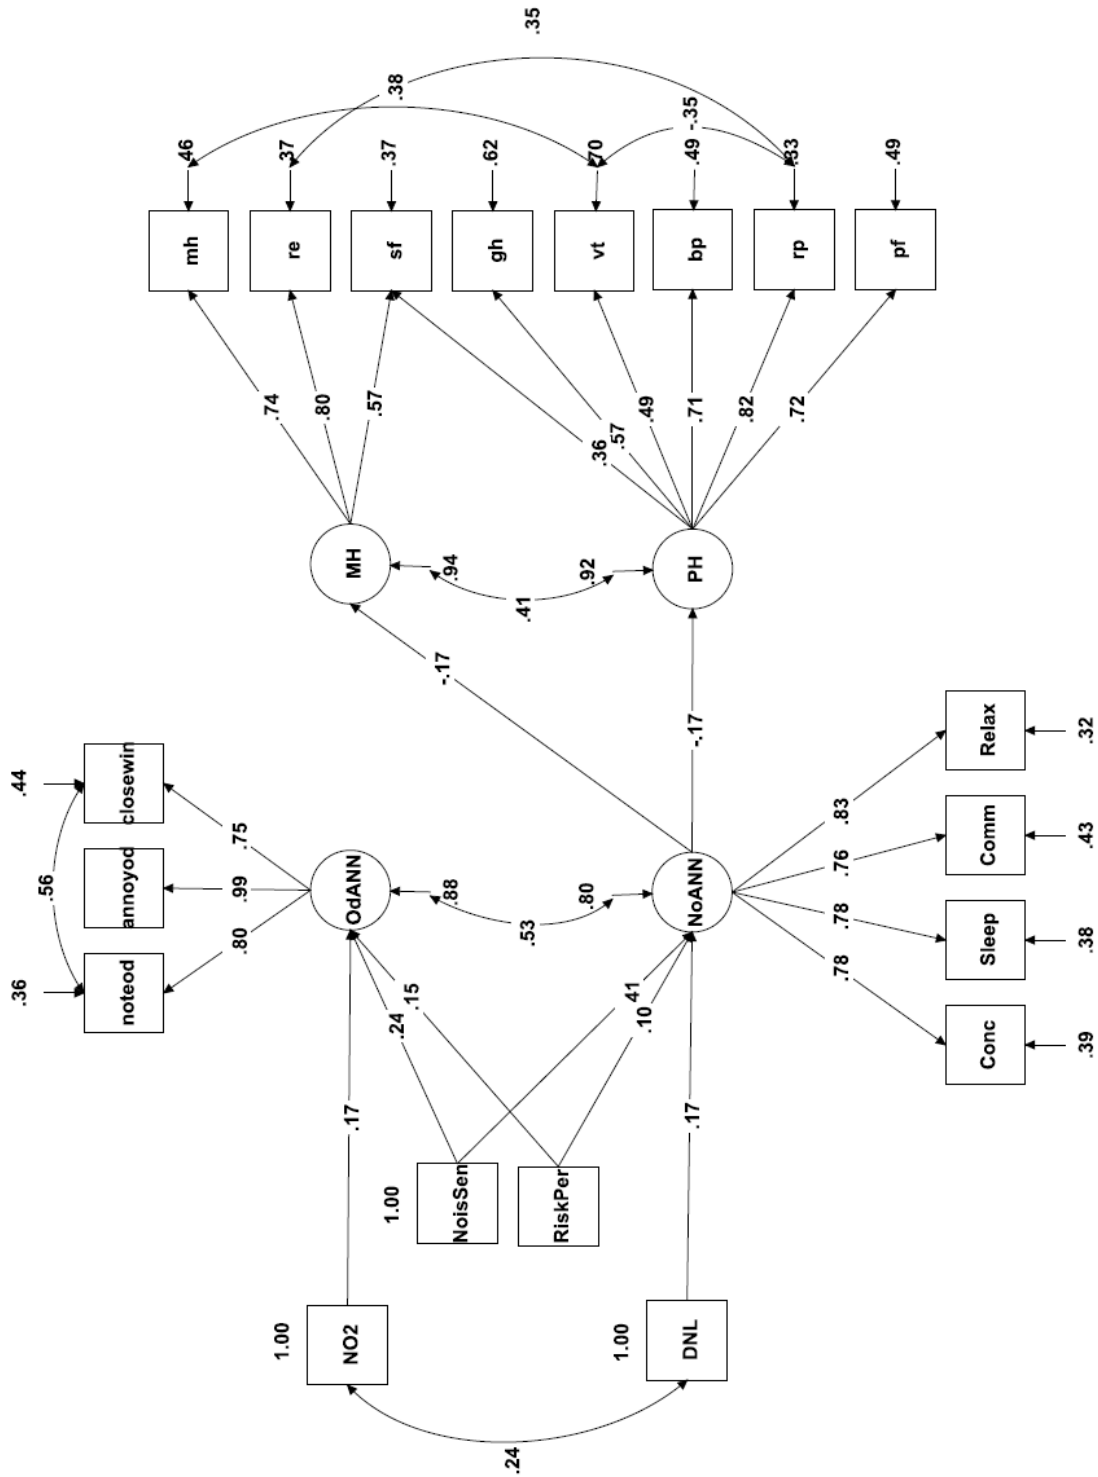 .36
.44
.56
noteod
annoyod
closewin
.80
.99
.75
1.00
NO2
.17
OdANN
.88
.53
.80
1.00
NoisSen
.24
.15
RiskPer
41
.10
1.00
DNL
.24
.17
NoANN
.78
.78
.76
.83
Conc
Sleep
Comm
Relax
.39
.38
.43
.32
-.17
-.17
MH
.94
.41
.92
PH
.74
.80
.57
.36
.57
.49
.71
.82
.72
mh
re
sf
gh
vt
bp
rp
pf
46
37
.37
.62
70
.49
33
.49
.38
-.35
.35